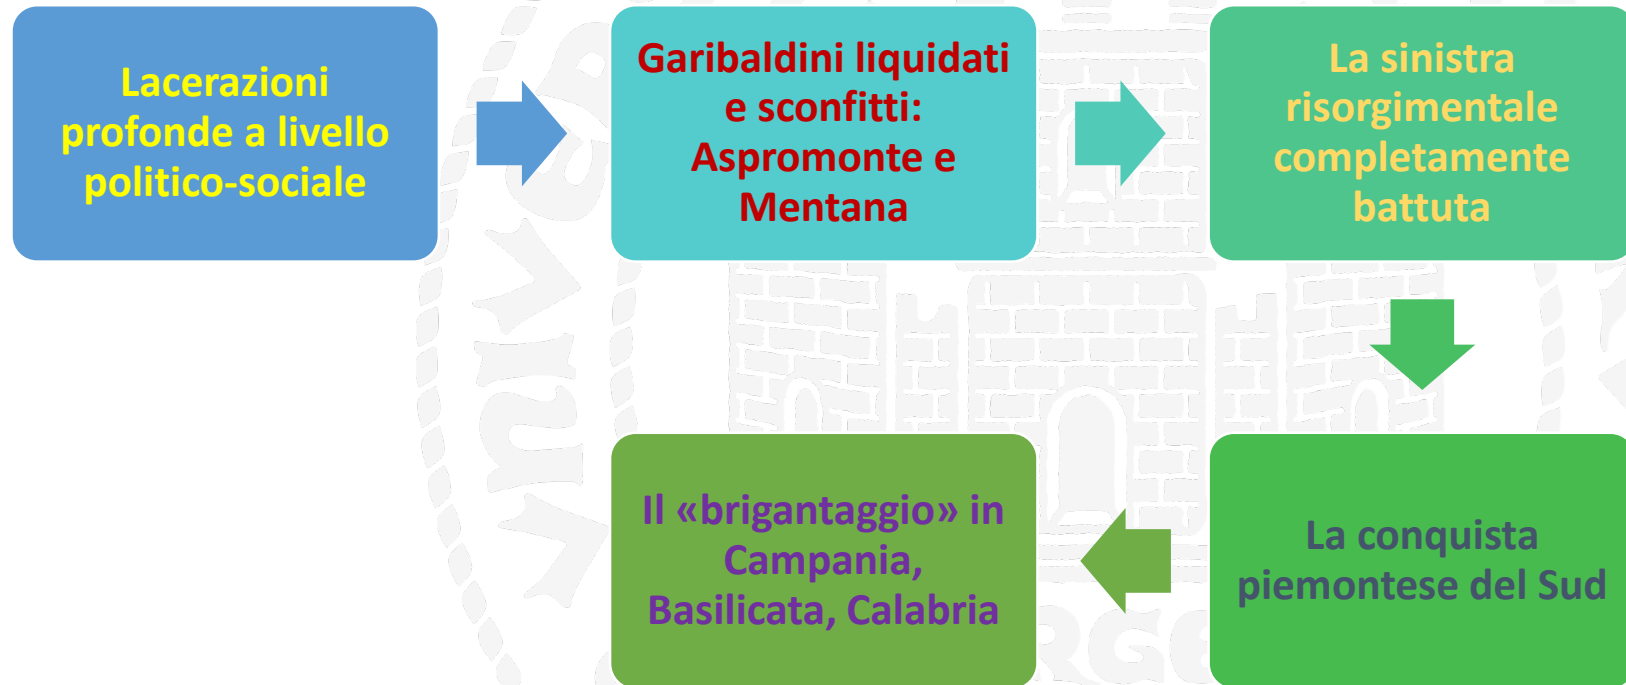 Lacerazioni
profonde a livello
politico-sociale
Garibaldini liquidati
e sconfitti:
Aspromonte e
Mentana
La sinistra
risorgimentale
completamente
battuta
La conquista
piemontese del Sud
Il «brigantaggio» in
Campania,
Basilicata, Calabria